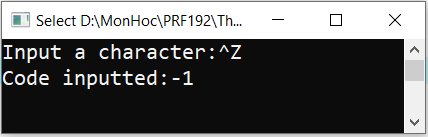 Select D:\MonHoc\PRF192\Th...
Input a character:^Z
Code inputted:-1